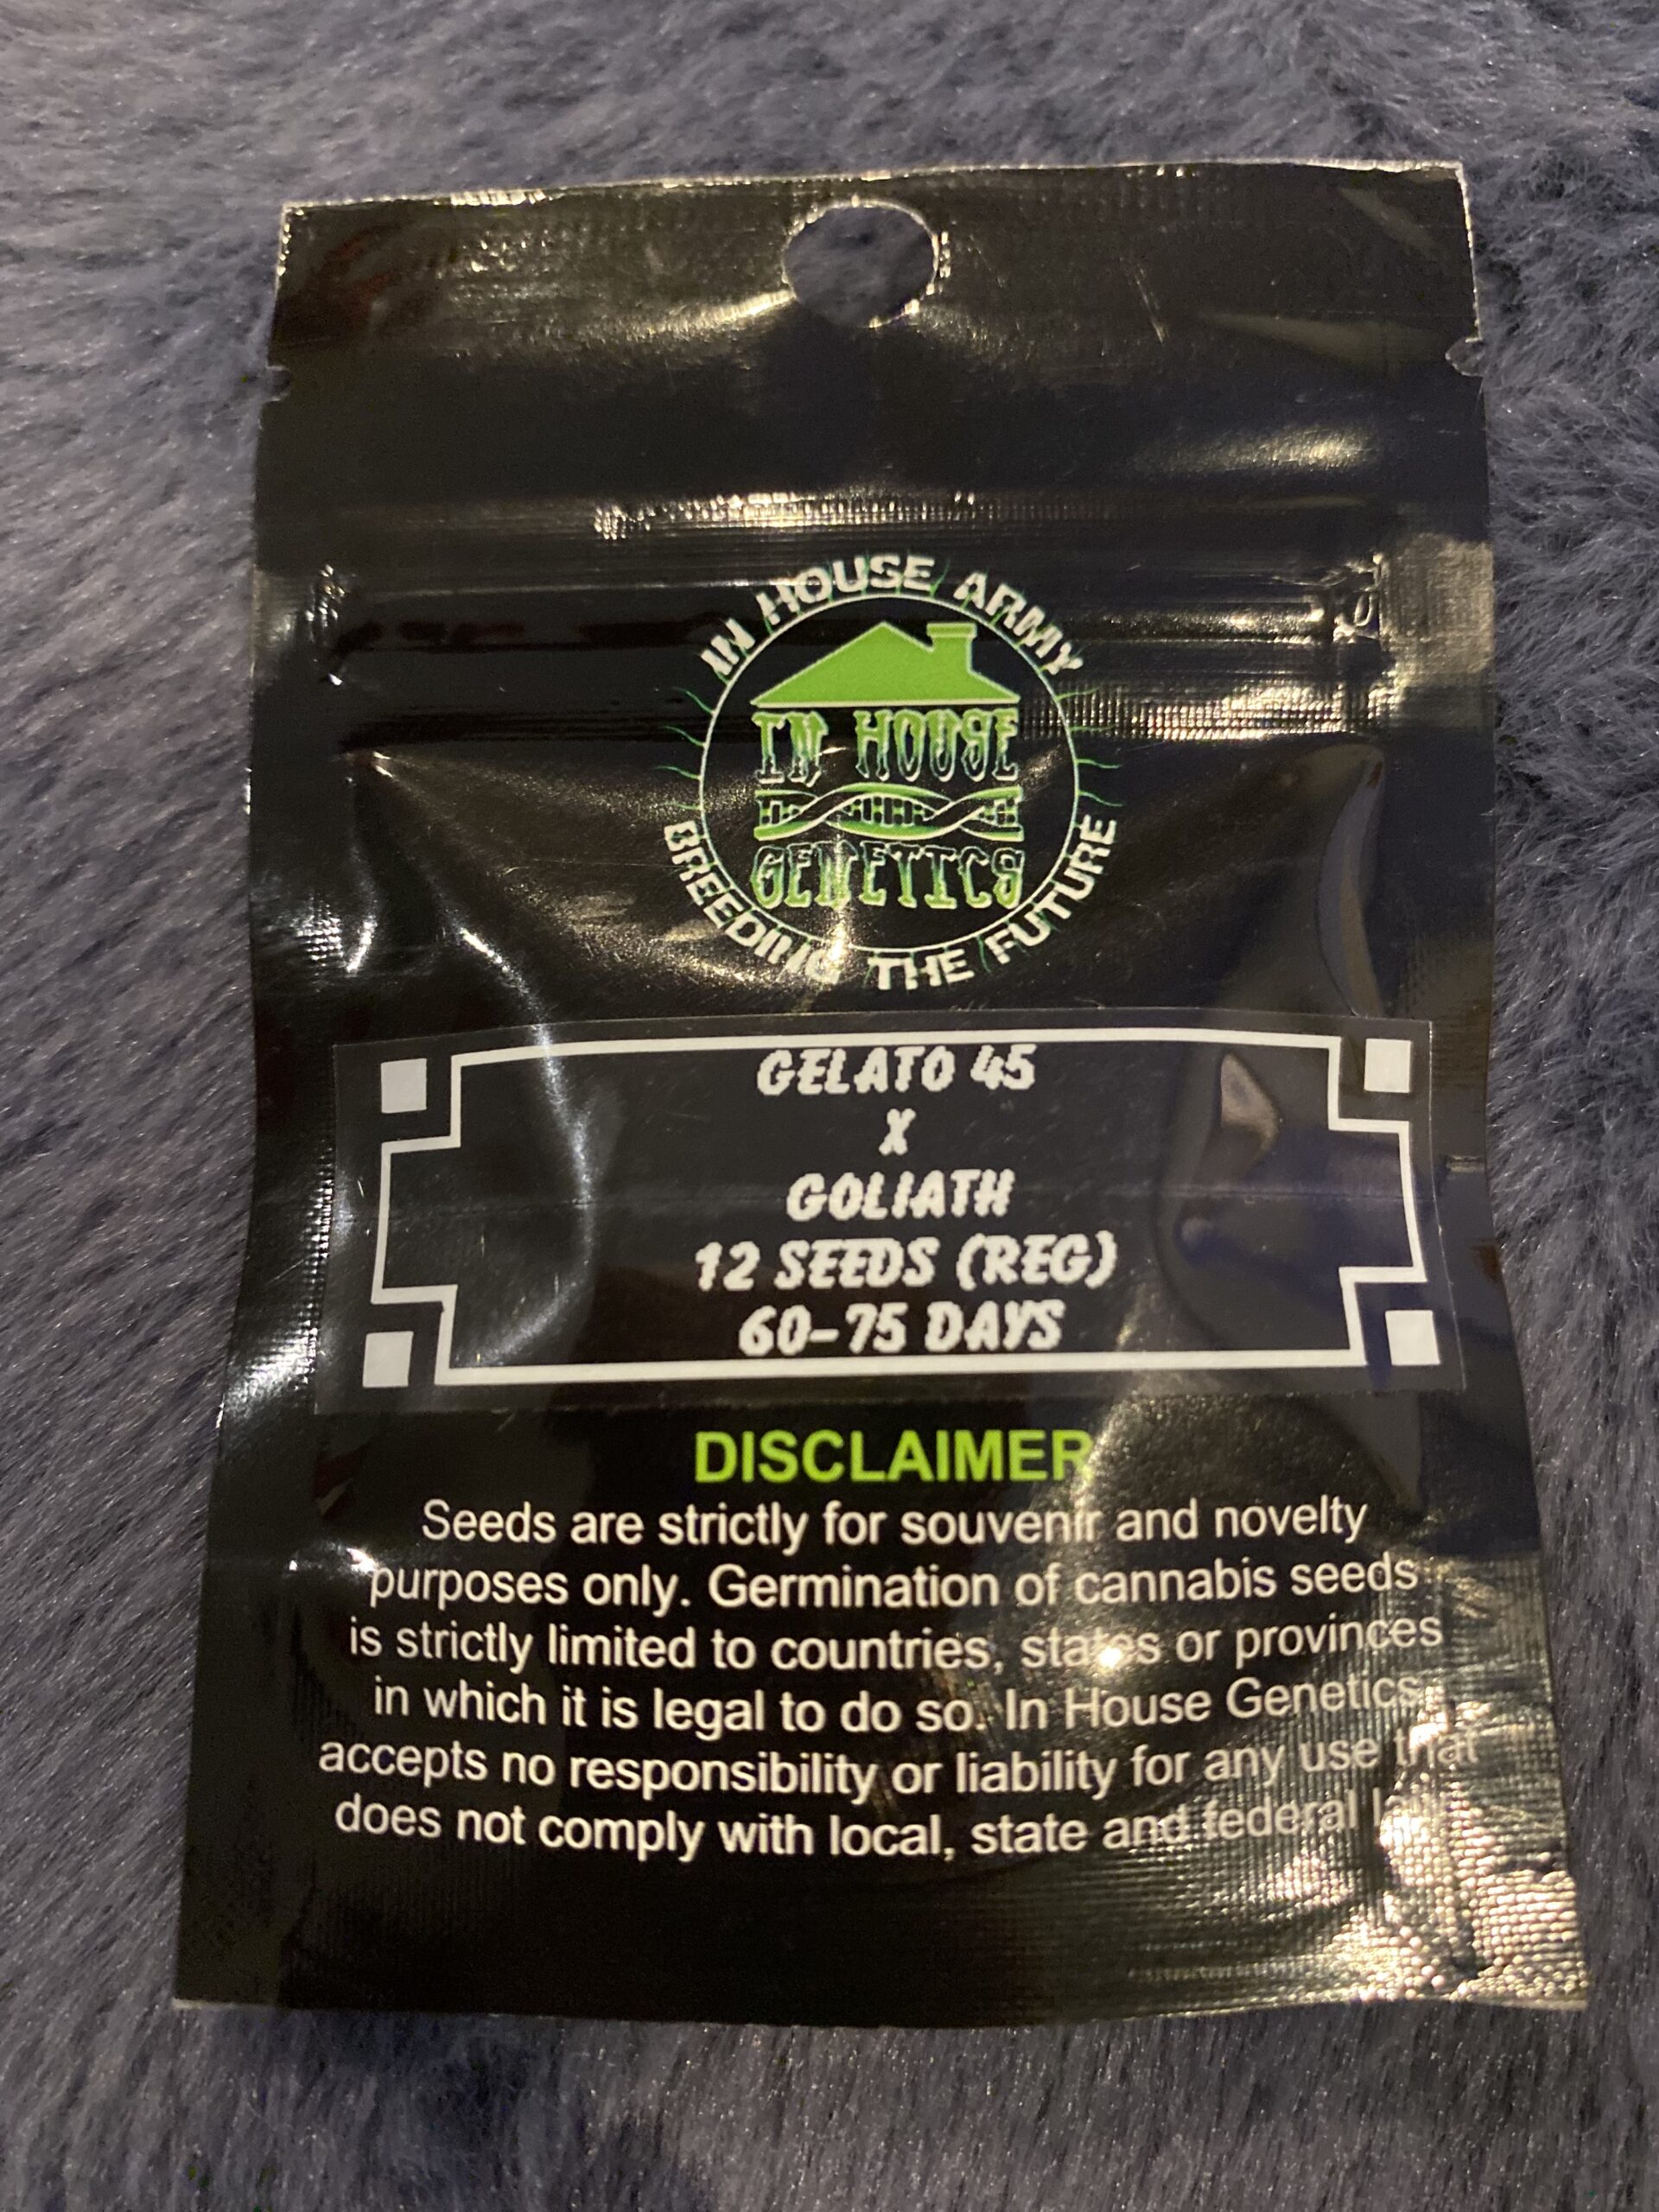 IN HOUSE ARMY
IN HOUSE
GENETICS
BREEDING THE FUTURE
GELATO 45
X
GOLIATH
12 SEEDS (REG)
60-75 DAYS
DISCLAIMER
Seeds are strictly for souvenir and novelty
purposes only. Germination of cannabis seeds
is strictly limited to countries, states or provinces
in which it is legal to do so. In House Genetics
accepts no responsibility or liability for any use that
does not comply with local, state and federal